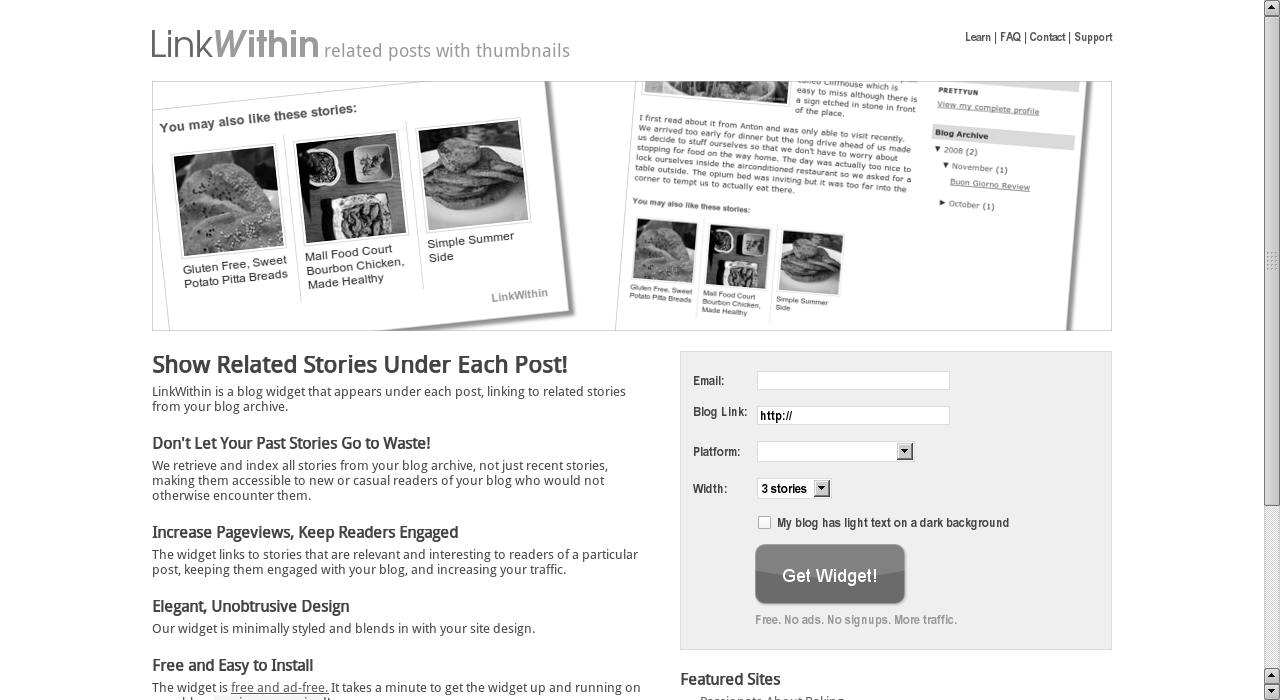 LinkWithin related posts with thumbnails
Learn | FAQ | Contact | Support
You may also like these stories:
Gluten Free, Sweet
Potato Pitta Breads
Mall Food Court
Bourbon Chicken,
Made Healthy
Simple Summer
Side
LinkWithin
called Cliffhouse which is
easy to miss although there is
a sign etched in stone in front
of the place.
I first read about it from Anton and was only able to visit recently.
We arrived too early for dinner but the long drive ahead of us made
us decide to stuff ourselves so that we don't have to worry about
stopping for food on the way home. The day was actually too nice to
lock ourselves inside the airconditioned restaurant so we asked for a
table outside. The opium bed was inviting but it was too far into the
corner to tempt us to actually eat there.
You may also like these stories:
Gluten Free, Sweet
Potato Pitta Breads
Mall Food Court
Bourbon Chicken,
Made Healthy
Simple Summer
Side
PRETTYUN
View my complete profile
Blog Archive
▼ 2008 (2)
▼ November (1)
Buon Giorno Review
► October (1)
Show Related Stories Under Each Post!
LinkWithin is a blog widget that appears under each post, linking to related stories
from your blog archive.
Don't Let Your Past Stories Go to Waste!
We retrieve and index all stories from your blog archive, not just recent stories,
making them accessible to new or casual readers of your blog who would not
otherwise encounter them.
Increase Pageviews, Keep Readers Engaged
The widget links to stories that are relevant and interesting to readers of a particular
post, keeping them engaged with your blog, and increasing your traffic.
Elegant, Unobtrusive Design
Our widget is minimally styled and blends in with your site design.
Free and Easy to Install
The widget is free and ad-free. It takes a minute to get the widget up and running on
Email:
Blog Link: http://
Platform:
Width: 3 stories
My blog has light text on a dark background
Get Widget!
Free. No ads. No signups. More traffic.
Featured Sites
Passionate About Baking